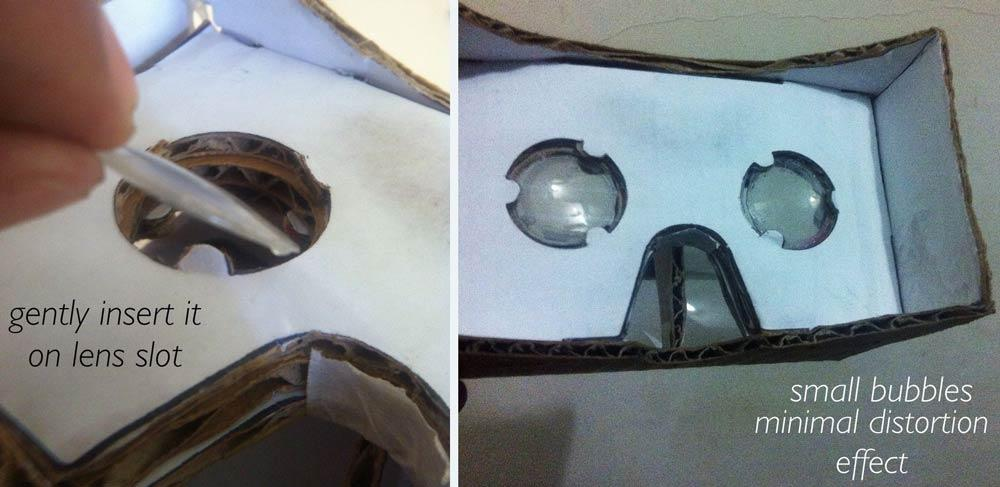 gently insert it
on lens slot
small bubbles
minimal distortion
effect